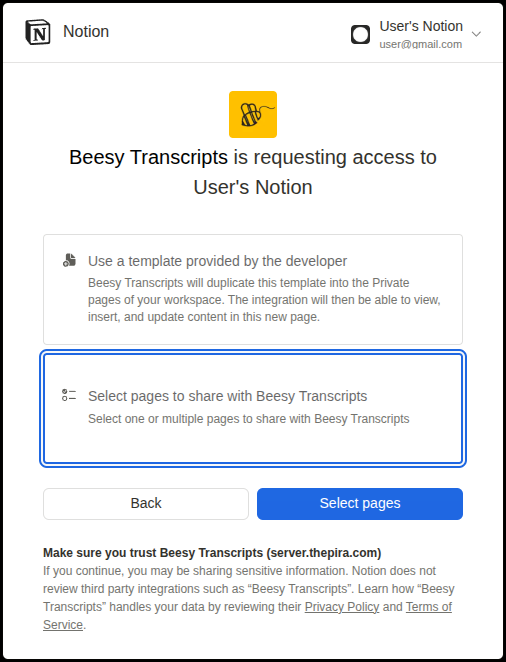 Notion
User's Notion
user@gmail.com
Beesy Transcripts is requesting access to
User's Notion
Use a template provided by the developer
Beesy Transcripts will duplicate this template into the Private
pages of your workspace. The integration will then be able to view,
insert, and update content in this new page.
Select pages to share with Beesy Transcripts
Select one or multiple pages to share with Beesy Transcripts
Back
Select pages
Make sure you trust Beesy Transcripts (server.thepira.com)
If you continue, you may be sharing sensitive information. Notion does not
review third party integrations such as “Beesy Transcripts”. Learn how “Beesy
Transcripts” handles your data by reviewing their Privacy Policy and Terms of
Service.